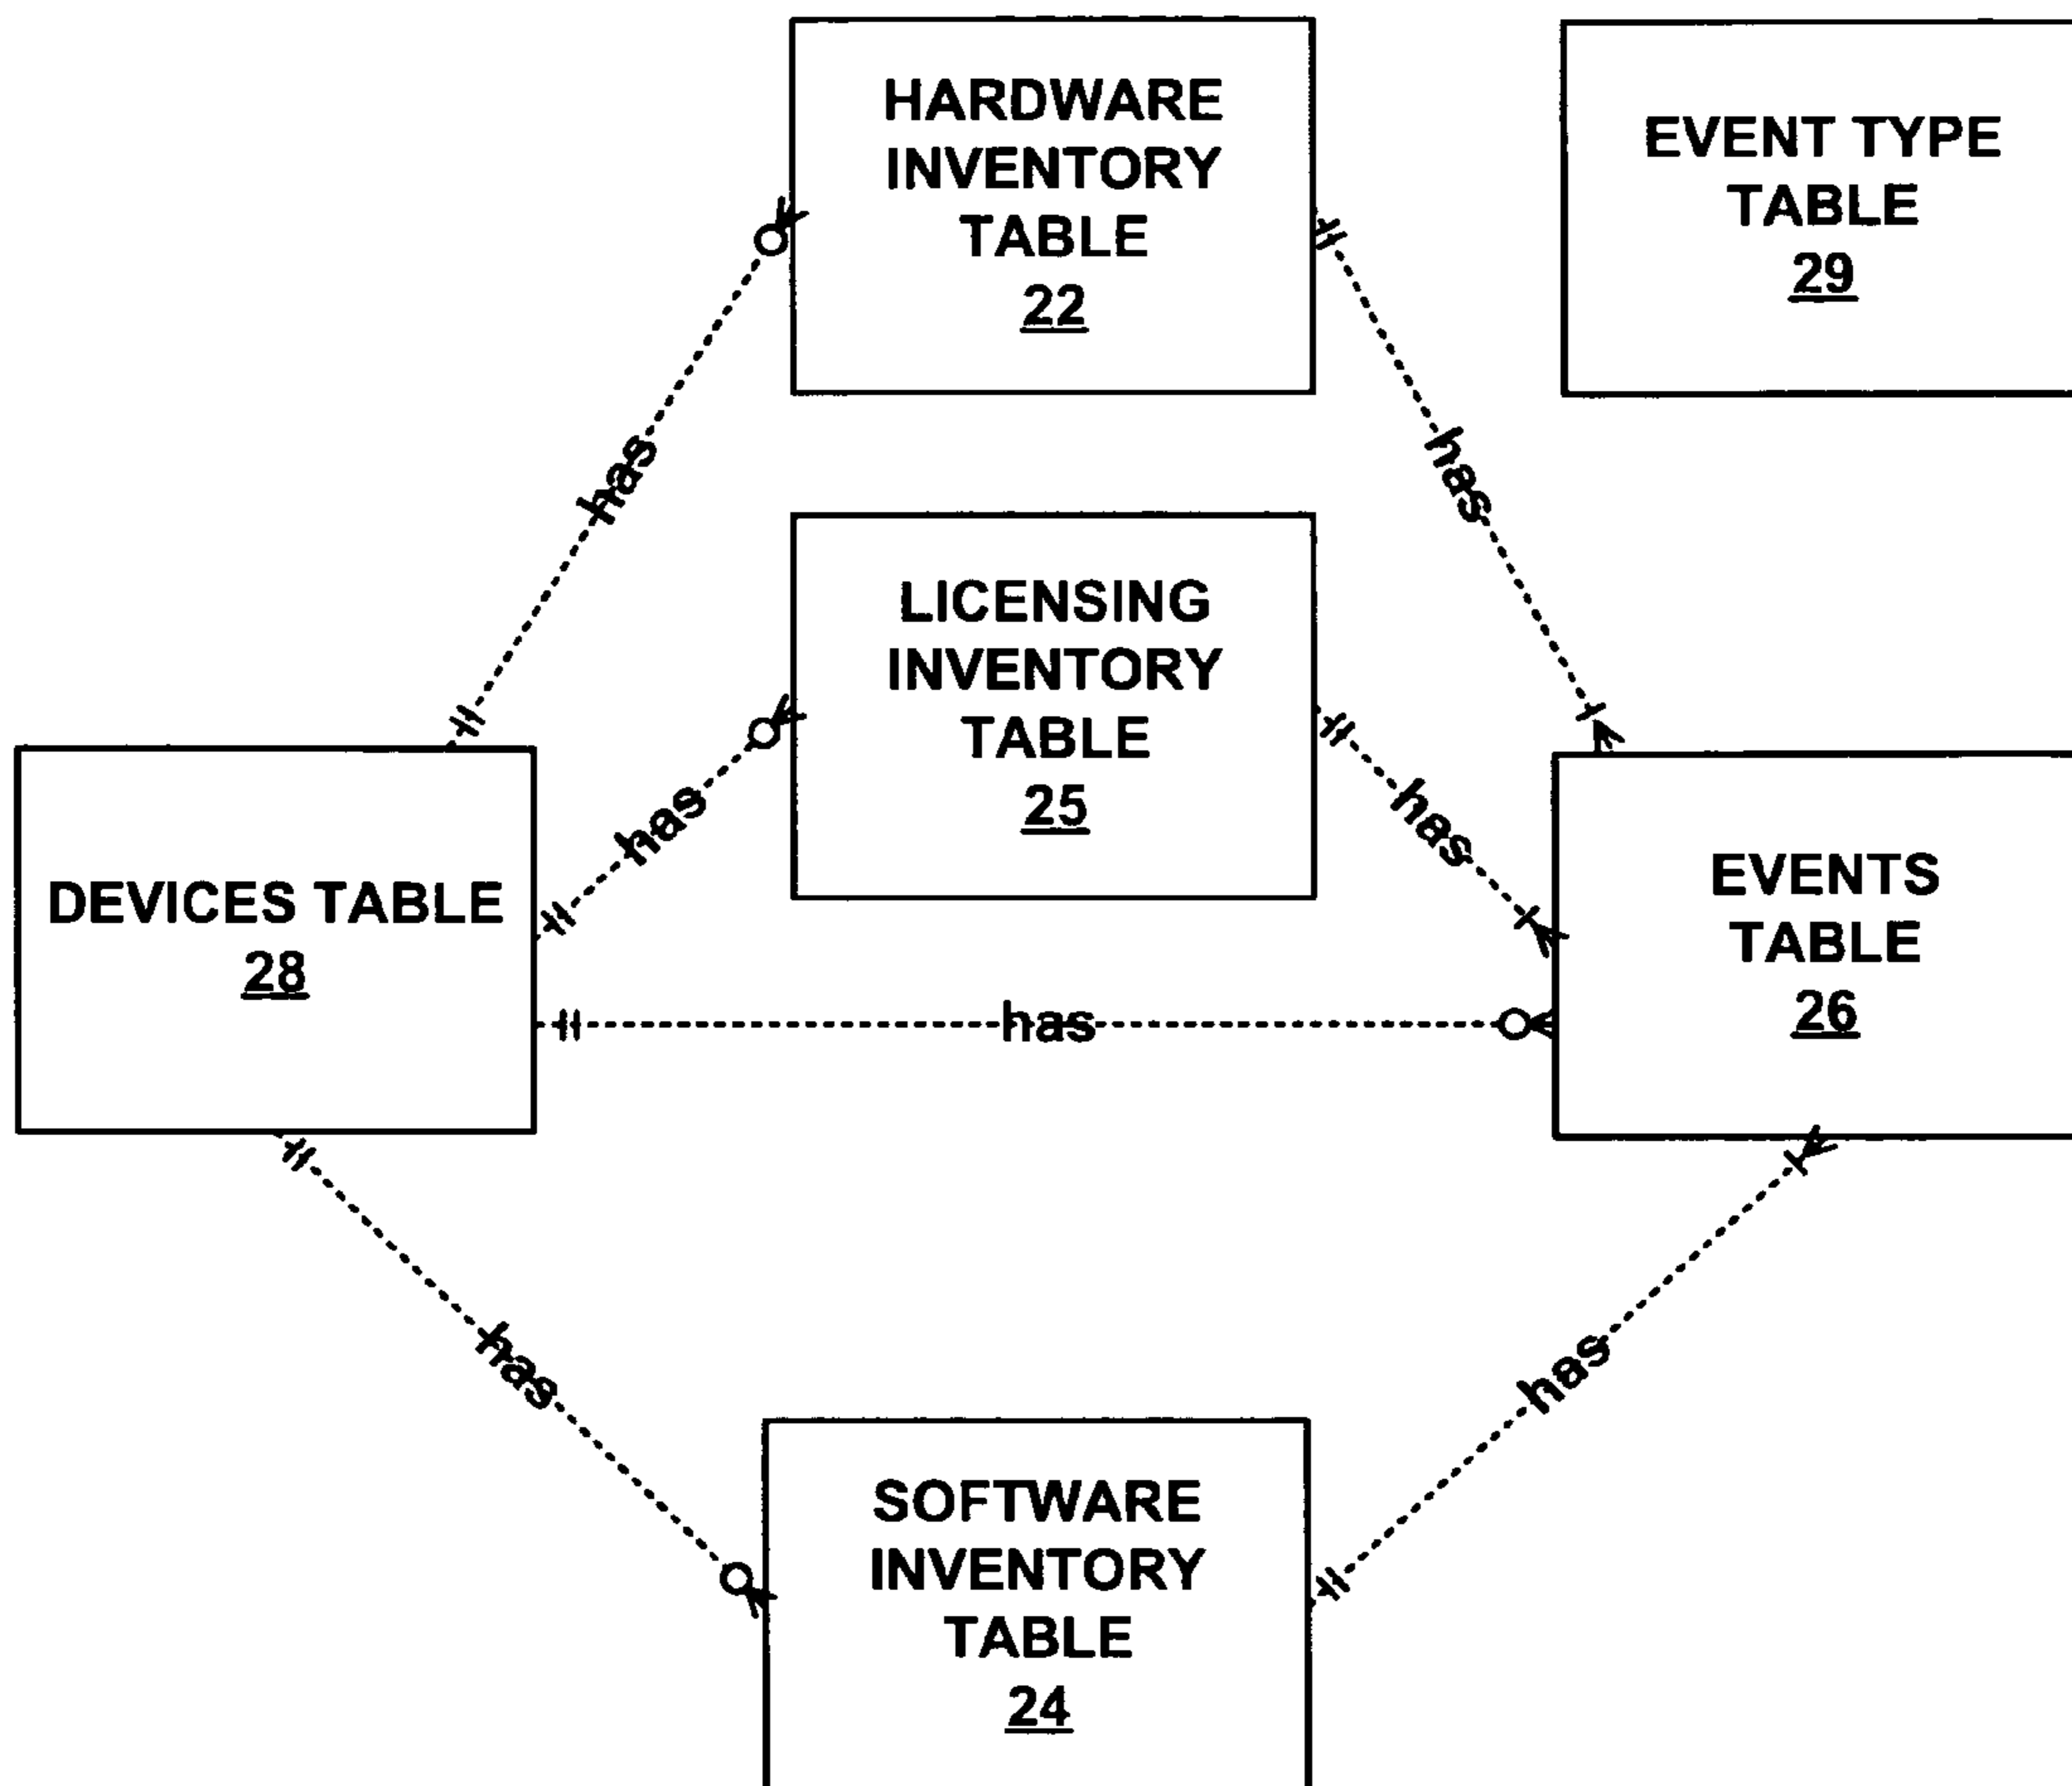 HARDWARE
INVENTORY
TABLE
22
EVENT TYPE
TABLE
29
has
has
LICENSING
INVENTORY
TABLE
25
has
has
DEVICES TABLE
28
EVENTS
TABLE
26
has
has
has
SOFTWARE
INVENTORY
TABLE
24